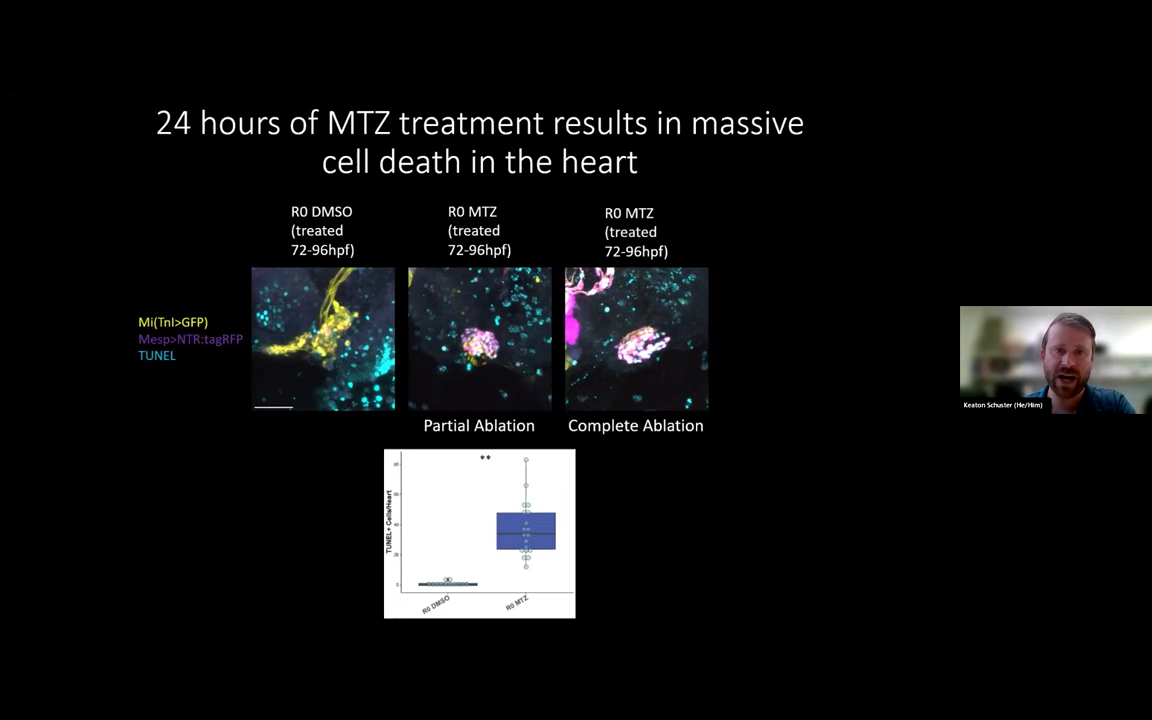 24 hours of MTZ treatment results in massive
cell death in the heart
R0 DMSO
(treated
72-96hpf)
R0 MTZ
(treated
72-96hpf)
R0 MTZ
(treated
72-96hpf)
Mi(TnI>GFP)
Mesp>NTR:tagRFP
TUNEL
Partial Ablation
Complete Ablation
**
TUNEL+ Cells/Heart
0
R0 DMSO
R0 MTZ
Keaton Schuster (He/Him)